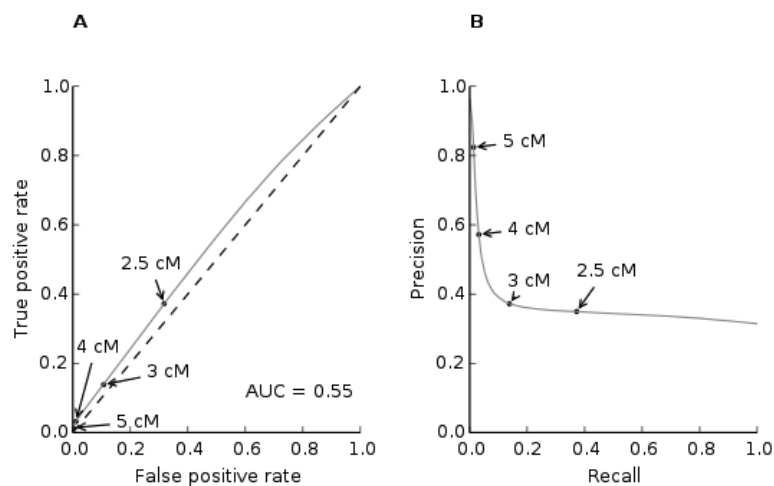 A
True positive rate
1.0
0.8
0.6
0.4
0.2
0.0
2.5 cM
4 cM
3 cM
5 cM
AUC = 0.55
0.0 0.2 0.4 0.6 0.8 1.0
False positive rate
B
Precision
1.0
0.8
0.6
0.4
0.2
0.0
5 cM
4 cM
3 cM
2.5 cM
0.0 0.2 0.4 0.6 0.8 1.0
Recall